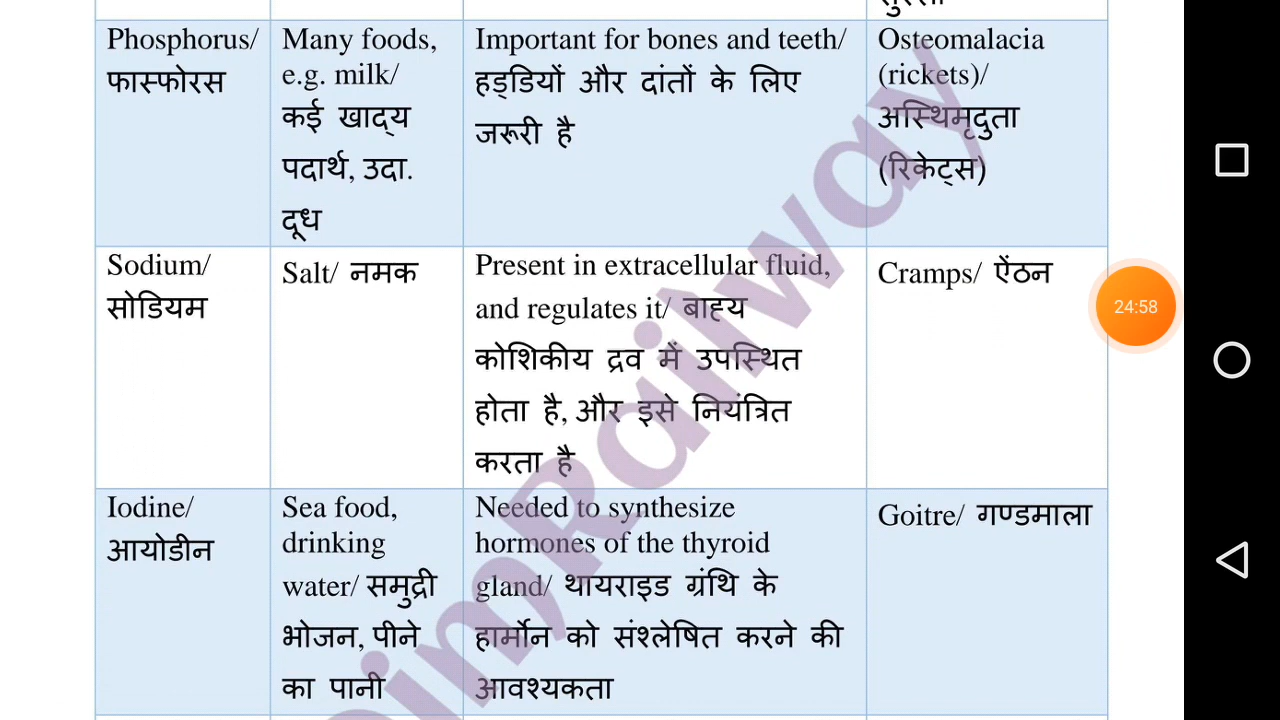 Phosphorus/
फास्फोरस
Many foods,
e.g. milk/
कई खाद्य
पदार्थ, उदा.
दूध
Important for bones and teeth/
हड्डियों और दांतों के लिए
जरूरी है
Osteomalacia
(rickets)/
अस्थिमृदुता
(रिकेट्स)
Sodium/
सोडियम
Salt/ नमक
Present in extracellular fluid,
and regulates it/ बाह्य
कोशिकीय द्रव में उपस्थित
होता है, और इसे नियंत्रित
करता है
Cramps/ ऐंठन
24:58
Iodine/
आयोडीन
Sea food,
drinking
water/ समुद्री
भोजन, पीने
का पानी
Needed to synthesize
hormones of the thyroid
gland/ थायराइड ग्रंथि के
हार्मोन को संश्लेषित करने की
आवश्यकता
Goitre/ गण्डमाला